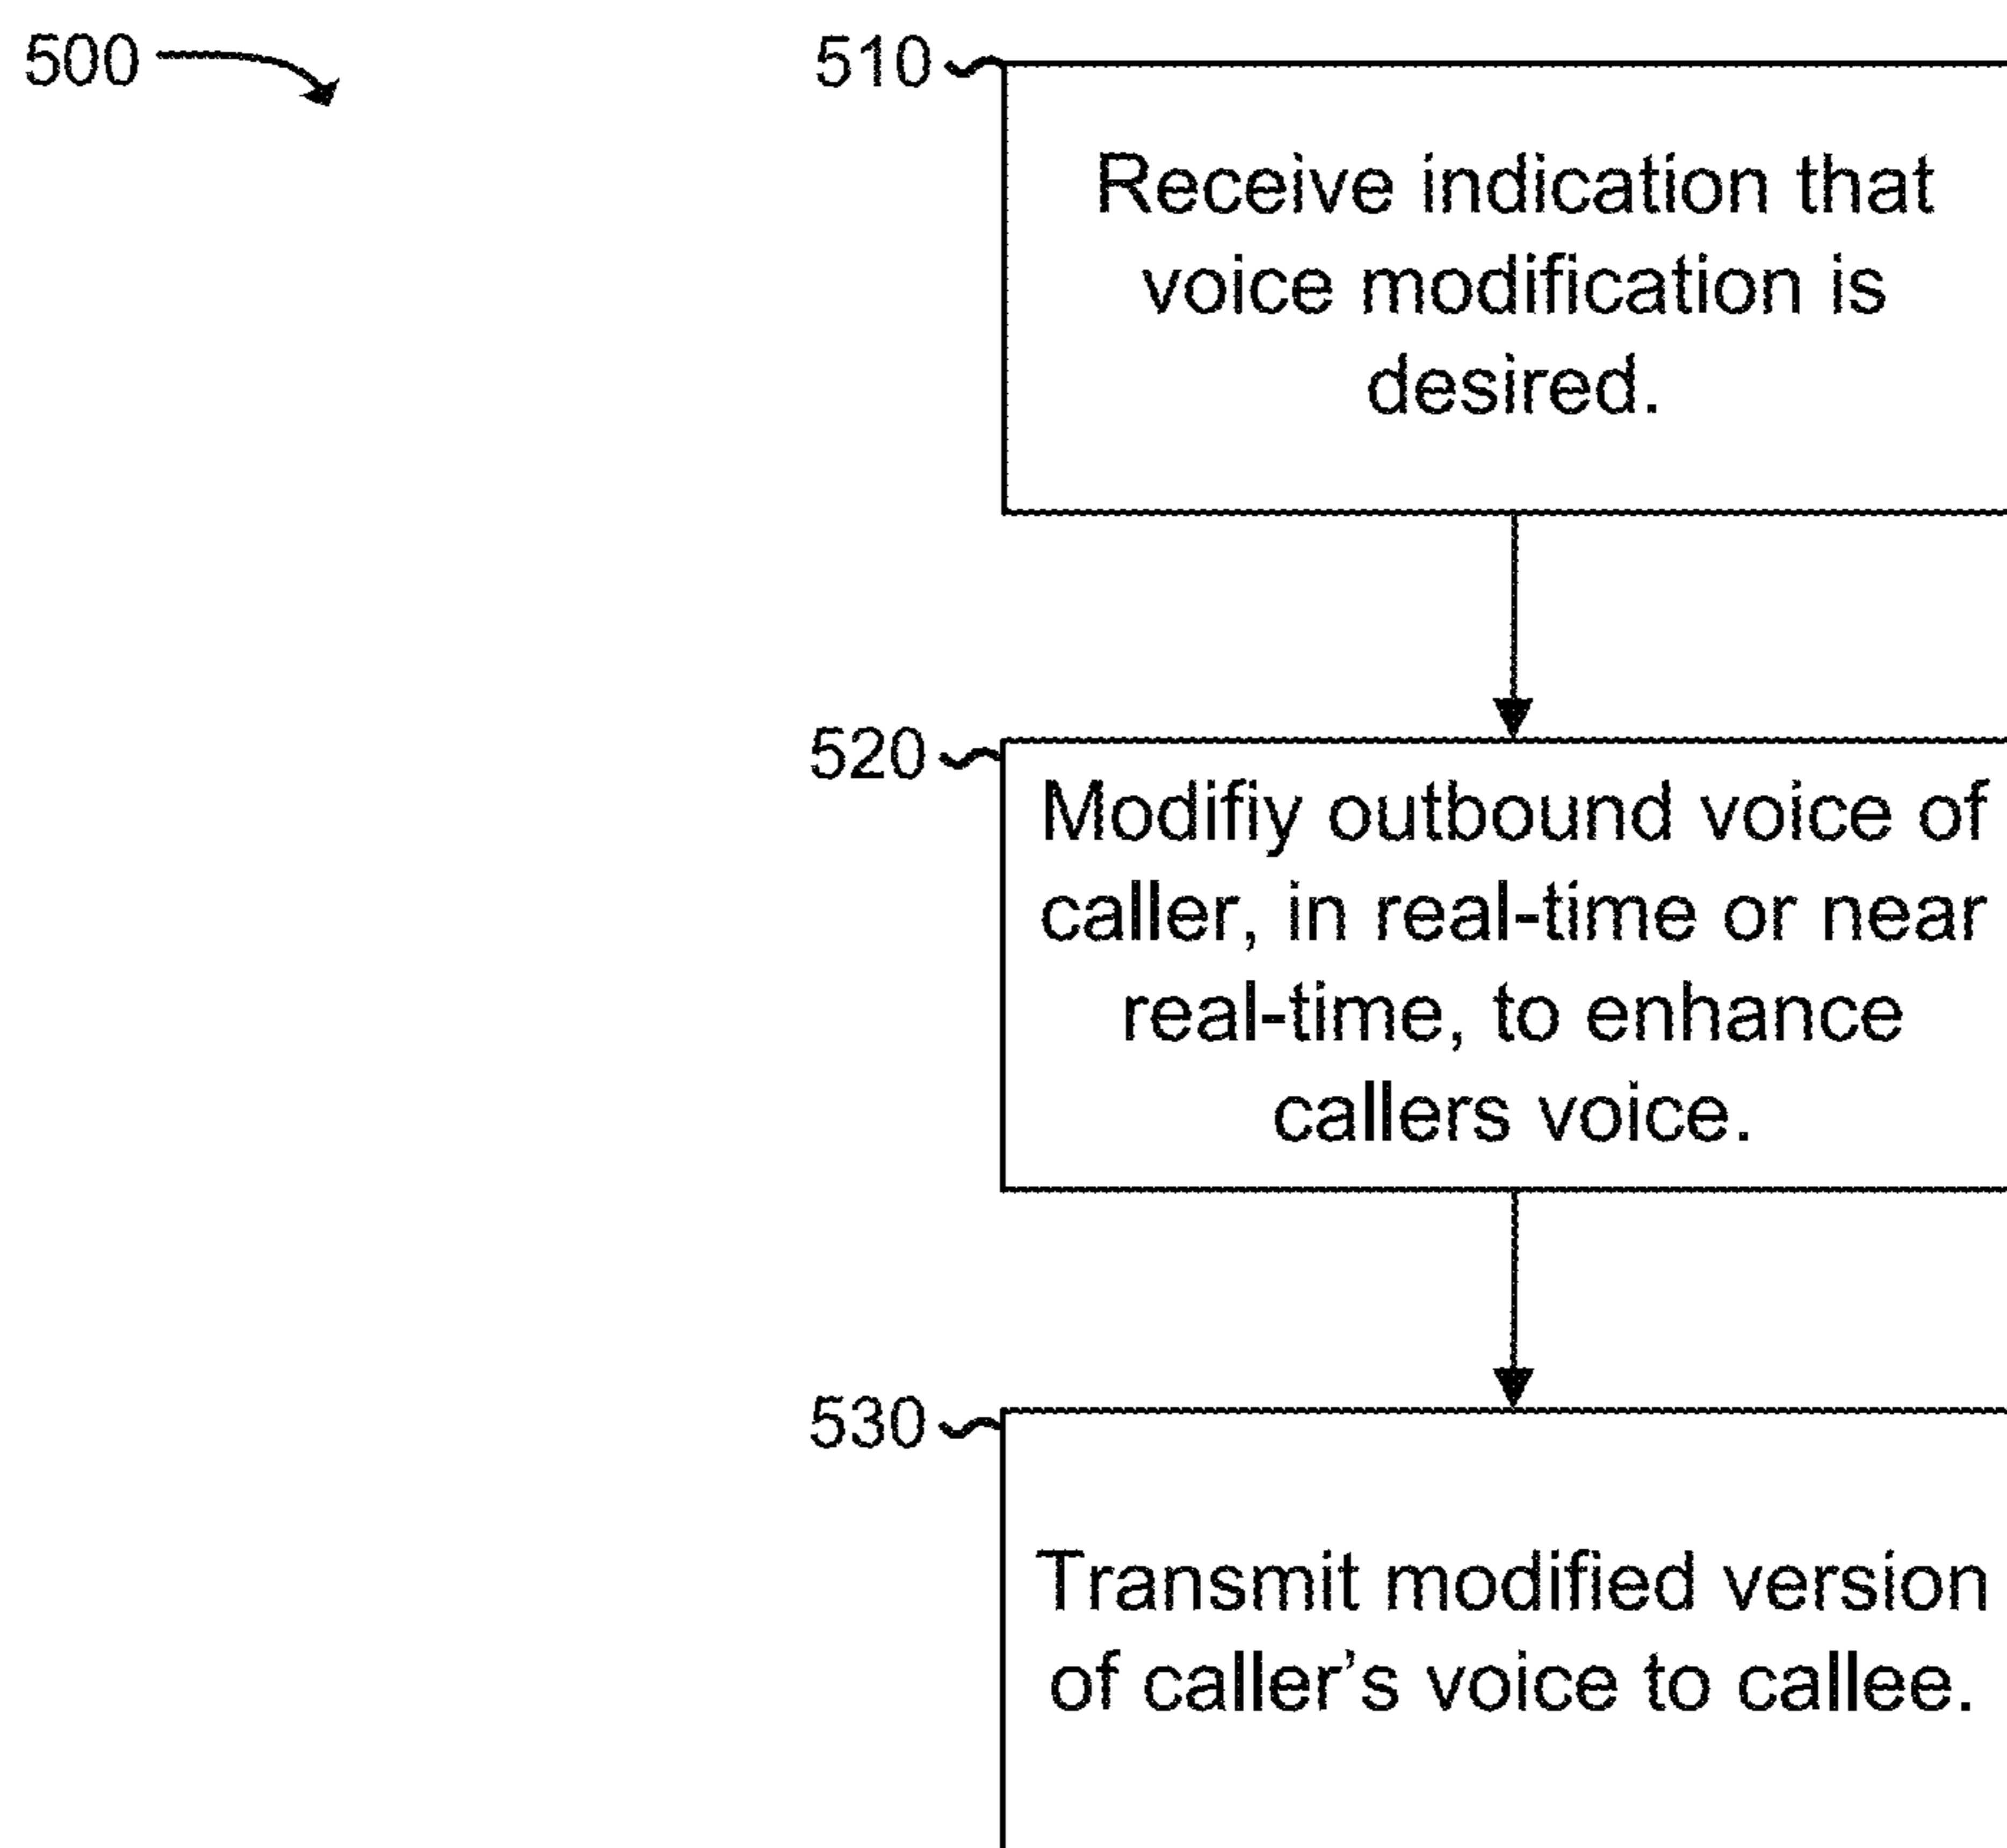 500
510
Receive indication that
voice modification is
desired.
520
Modifiy outbound voice of
caller, in real-time or near
real-time, to enhance
callers voice.
530
Transmit modified version
of caller’s voice to callee.